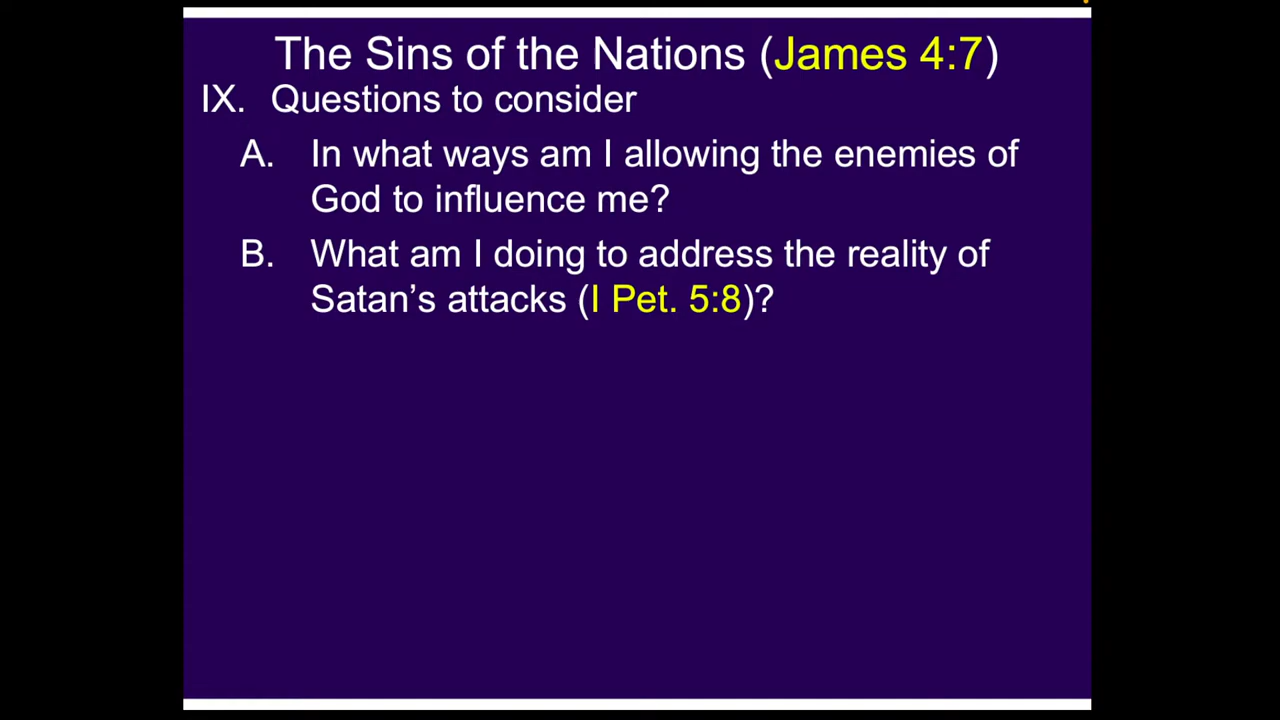 The Sins of the Nations (James 4:7)
IX. Questions to consider
A. In what ways am I allowing the enemies of
God to influence me?
B. What am I doing to address the reality of
Satan’s attacks (I Pet. 5:8)?